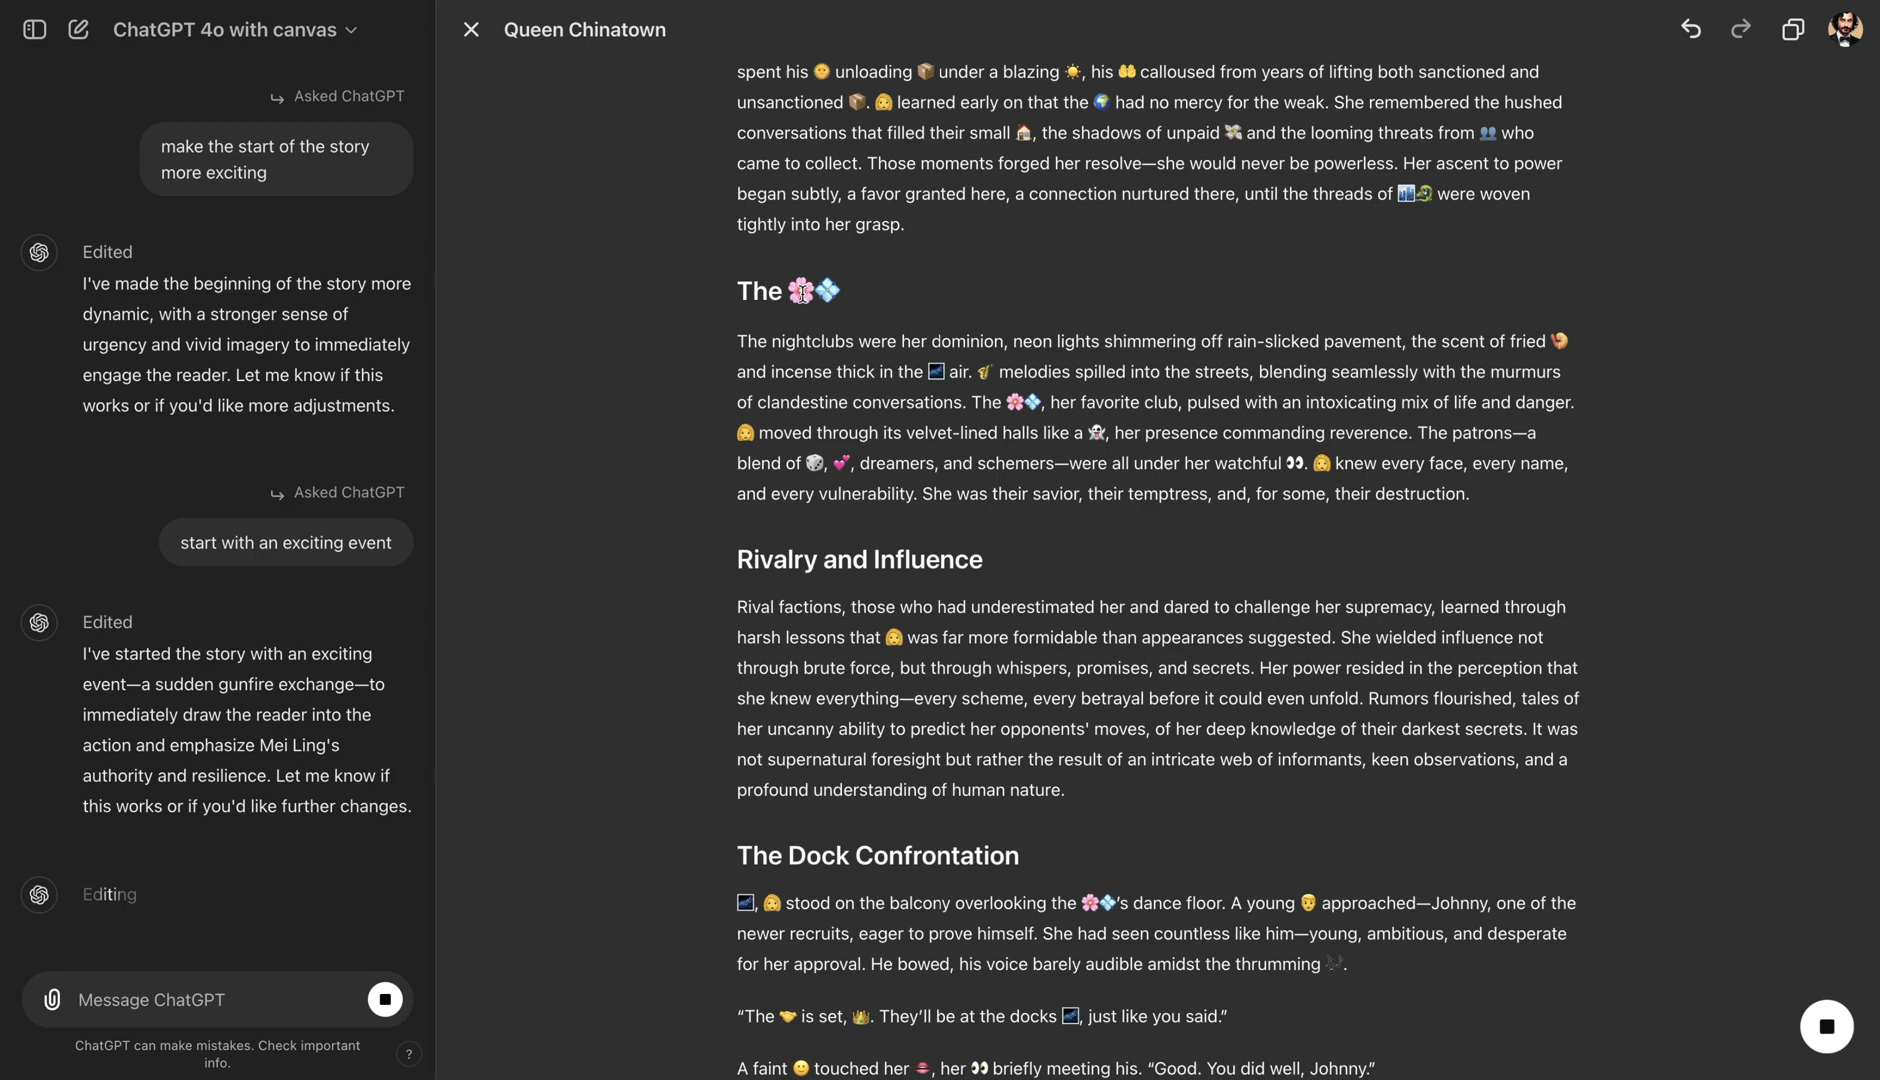 ChatGPT 4o with canvas
Asked ChatGPT
make the start of the story
more exciting
Edited
I've made the beginning of the story more
dynamic, with a stronger sense of
urgency and vivid imagery to immediately
engage the reader. Let me know if this
works or if you'd like more adjustments.
Asked ChatGPT
start with an exciting event
Edited
I've started the story with an exciting
event—a sudden gunfire exchange—to
immediately draw the reader into the
action and emphasize Mei Ling's
authority and resilience. Let me know if
this works or if you'd like further changes.
Editing
Message ChatGPT
ChatGPT can make mistakes. Check important
info.
?
Queen Chinatown
spent his 🌞 unloading 📦 under a blazing ☀️, his 🤲 calloused from years of lifting both sanctioned and
unsanctioned 📦. 👩 learned early on that the 🌍 had no mercy for the weak. She remembered the hushed
conversations that filled their small 🏠, the shadows of unpaid 💸 and the looming threats from 👥 who
came to collect. Those moments forged her resolve—she would never be powerless. Her ascent to power
began subtly, a favor granted here, a connection nurtured there, until the threads of 🏙️🐉 were woven
tightly into her grasp.
The 🌸💠
The nightclubs were her dominion, neon lights shimmering off rain-slicked pavement, the scent of fried 🍤
and incense thick in the 🌌 air. 🎷 melodies spilled into the streets, blending seamlessly with the murmurs
of clandestine conversations. The 🌸💠, her favorite club, pulsed with an intoxicating mix of life and danger.
👩 moved through its velvet-lined halls like a 👻, her presence commanding reverence. The patrons—a
blend of 🎲, 💕, dreamers, and schemers—were all under her watchful 👀. 👩 knew every face, every name,
and every vulnerability. She was their savior, their temptress, and, for some, their destruction.
Rivalry and Influence
Rival factions, those who had underestimated her and dared to challenge her supremacy, learned through
harsh lessons that 👩 was far more formidable than appearances suggested. She wielded influence not
through brute force, but through whispers, promises, and secrets. Her power resided in the perception that
she knew everything—every scheme, every betrayal before it could even unfold. Rumors flourished, tales of
her uncanny ability to predict her opponents' moves, of her deep knowledge of their darkest secrets. It was
not supernatural foresight but rather the result of an intricate web of informants, keen observations, and a
profound understanding of human nature.
The Dock Confrontation
🌌, 👩 stood on the balcony overlooking the 🌸💠's dance floor. A young 👨 approached—Johnny, one of the
newer recruits, eager to prove himself. She had seen countless like him—young, ambitious, and desperate
for her approval. He bowed, his voice barely audible amidst the thrumming 🎶.
“The 🤝 is set, 👑. They’ll be at the docks 🌌, just like you said.”
A faint 🙂 touched her 👄, her 👀 briefly meeting his. “Good. You did well, Johnny.”